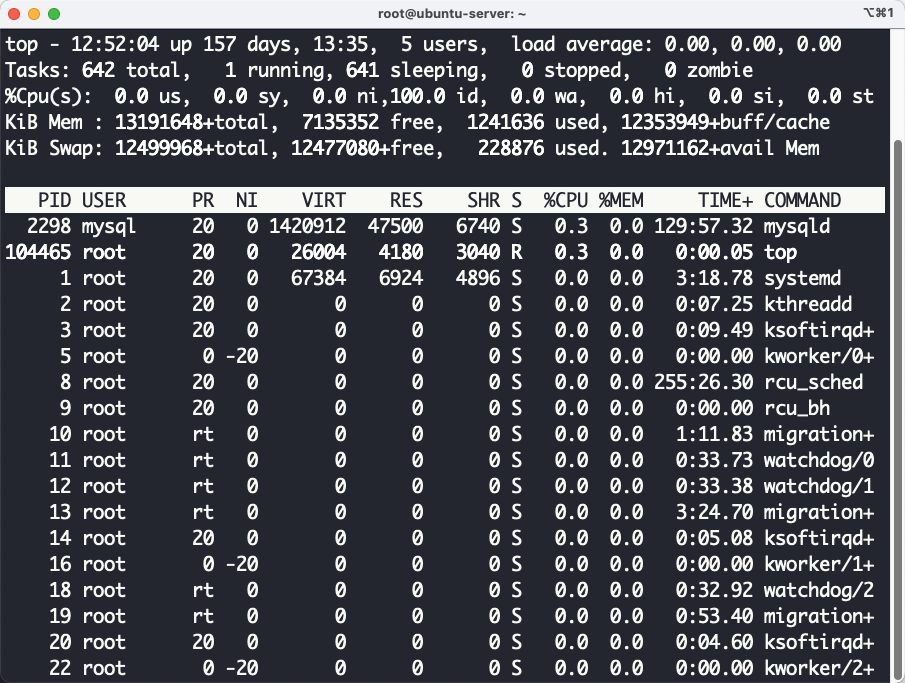 root@ubuntu-server: ~
⌥⌘1
top - 12:52:04 up 157 days, 13:35,  5 users,  load average: 0.00, 0.00, 0.00
Tasks: 642 total,   1 running, 641 sleeping,   0 stopped,   0 zombie
%Cpu(s):  0.0 us,  0.0 sy,  0.0 ni,100.0 id,  0.0 wa,  0.0 hi,  0.0 si,  0.0 st
KiB Mem : 13191648+total,  7135352 free,  1241636 used, 12353949+buff/cache
KiB Swap: 12499968+total, 12477080+free,   228876 used. 12971162+avail Mem
PID USER      PR  NI    VIRT    RES    SHR S  %CPU %MEM     TIME+ COMMAND
2298 mysql     20   0 1420912  47500   6740 S   0.3  0.0 129:57.32 mysqld
104465 root      20   0   26004   4180   3040 R   0.3  0.0   0:00.05 top
1 root      20   0   67384   6924   4896 S   0.0  0.0   3:18.78 systemd
2 root      20   0       0      0      0 S   0.0  0.0   0:07.25 kthreadd
3 root      20   0       0      0      0 S   0.0  0.0   0:09.49 ksoftirqd+
5 root       0 -20       0      0      0 S   0.0  0.0   0:00.00 kworker/0+
8 root      20   0       0      0      0 S   0.0  0.0 255:26.30 rcu_sched
9 root      20   0       0      0      0 S   0.0  0.0   0:00.00 rcu_bh
10 root      rt   0       0      0      0 S   0.0  0.0   1:11.83 migration+
11 root      rt   0       0      0      0 S   0.0  0.0   0:33.73 watchdog/0
12 root      rt   0       0      0      0 S   0.0  0.0   0:33.38 watchdog/1
13 root      rt   0       0      0      0 S   0.0  0.0   3:24.70 migration+
14 root      20   0       0      0      0 S   0.0  0.0   0:05.08 ksoftirqd+
16 root       0 -20       0      0      0 S   0.0  0.0   0:00.00 kworker/1+
18 root      rt   0       0      0      0 S   0.0  0.0   0:32.92 watchdog/2
19 root      rt   0       0      0      0 S   0.0  0.0   0:53.40 migration+
20 root      20   0       0      0      0 S   0.0  0.0   0:04.60 ksoftirqd+
22 root       0 -20       0      0      0 S   0.0  0.0   0:00.00 kworker/2+